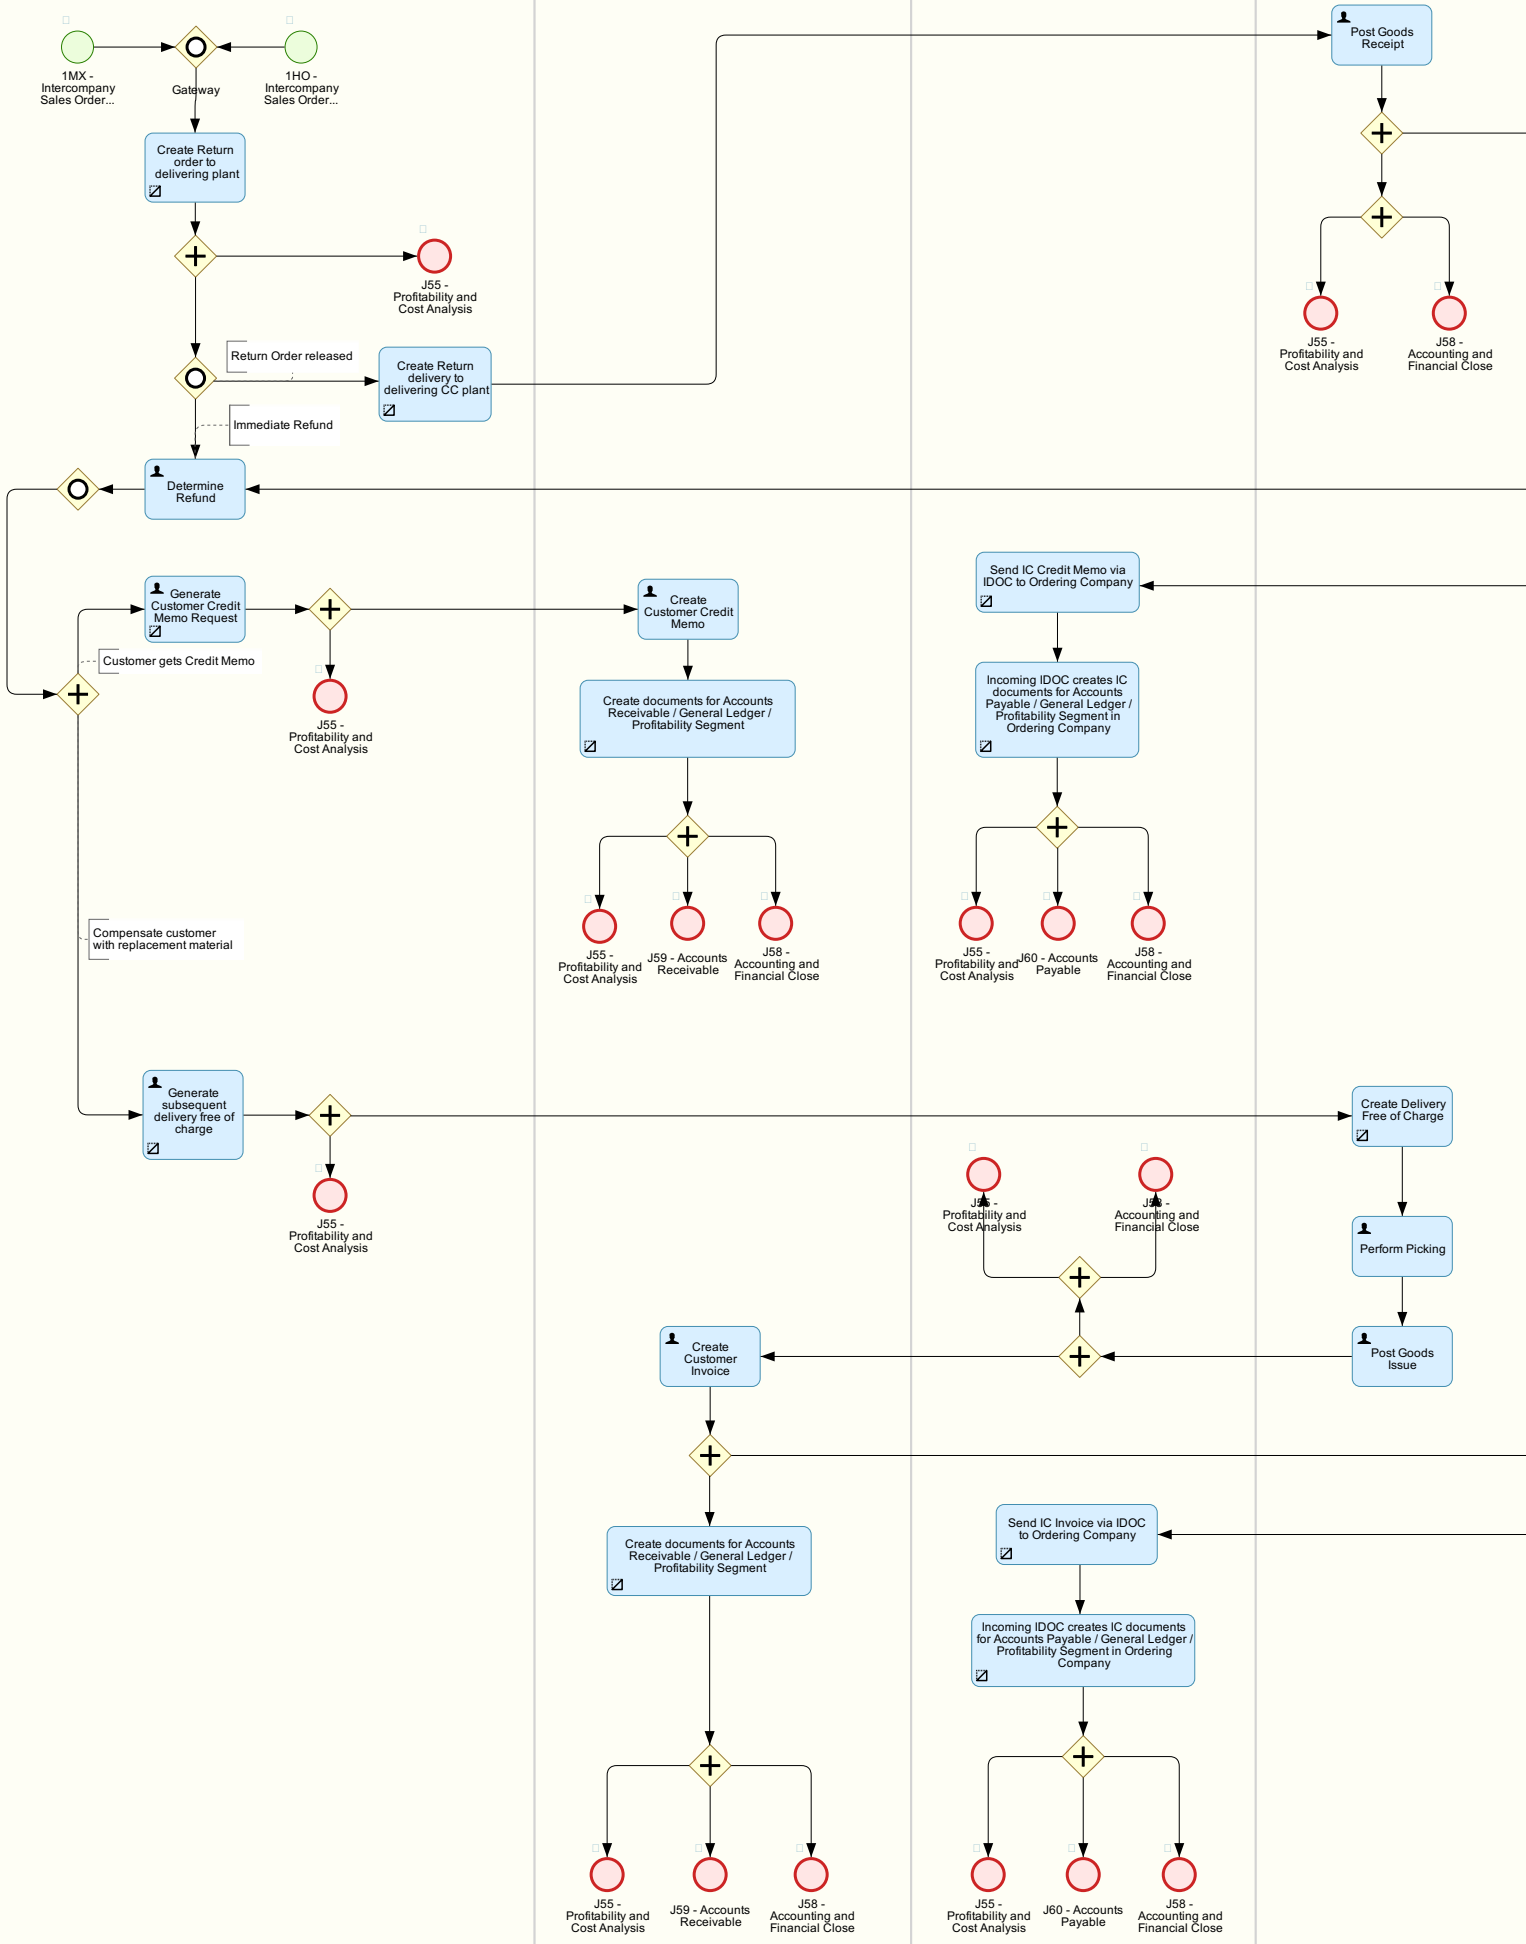 1MX -
Intercompany
Sales Order...
Gateway
1HO -
Intercompany
Sales Order...
Post Goods
Receipt
Create Return
order to
delivering plant
J55 -
Profitability and
Cost Analysis
Return Order released
Create Return
delivery to
delivering CC plant
J55 -
Profitability and
Cost Analysis
J58 -
Accounting and
Financial Close
Immediate Refund
Determine
Refund
Generate
Customer Credit
Memo Request
Customer gets Credit Memo
J55 -
Profitability and
Cost Analysis
Create
Customer Credit
Memo
Send IC Credit Memo via
IDOC to Ordering Company
Create documents for Accounts
Receivable / General Ledger /
Profitability Segment
Incoming IDOC creates IC
documents for Accounts
Payable / General Ledger /
Profitability Segment in
Ordering Company
Compensate customer
with replacement material
J55 -
Profitability and
Cost Analysis
J59 - Accounts
Receivable
J58 -
Accounting and
Financial Close
J55 -
Profitability and
Cost Analysis
J60 - Accounts
Payable
J58 -
Accounting and
Financial Close
Generate
subsequent
delivery free of
charge
J55 -
Profitability and
Cost Analysis
Create Delivery
Free of Charge
J55 -
Profitability and
Cost Analysis
J58 -
Accounting and
Financial Close
Perform Picking
Create
Customer
Invoice
Post Goods
Issue
Send IC Invoice via IDOC
to Ordering Company
Create documents for Accounts
Receivable / General Ledger /
Profitability Segment
Incoming IDOC creates IC documents
for Accounts Payable / General Ledger /
Profitability Segment in Ordering
Company
J55 -
Profitability and
Cost Analysis
J59 - Accounts
Receivable
J58 -
Accounting and
Financial Close
J55 -
Profitability and
Cost Analysis
J60 - Accounts
Payable
J58 -
Accounting and
Financial Close